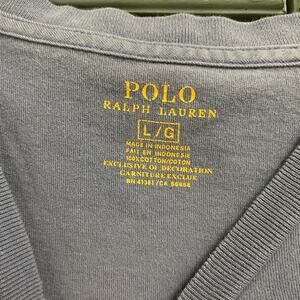 POLO
RALPH LAUREN
L/G
MADE IN INDONESIA
FAIT EN INDONESIE
100% COTTON/COTON
EXCLUSIVE OF DECORATION
GARNITURE EXCLUE
RN 41381 / CA 56656